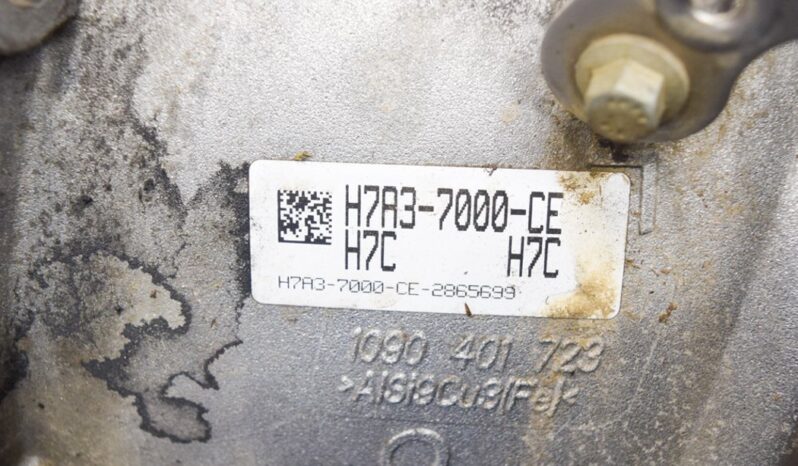 H7A3-7000-CE
H7C H7C
H7A3-7000-CE-2865699
1090 401 723
>AlSi9Cu3(Fe)<